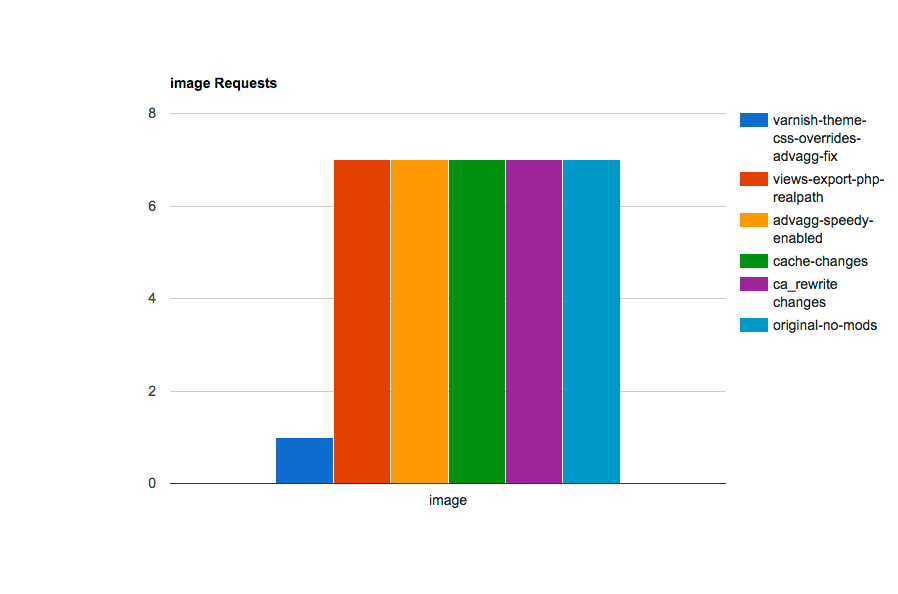 image Requests
8
6
4
2
0
image
varnish-theme-
css-overrides-
advagg-fix
views-export-php-
realpath
advagg-speedy-
enabled
cache-changes
ca_rewrite
changes
original-no-mods